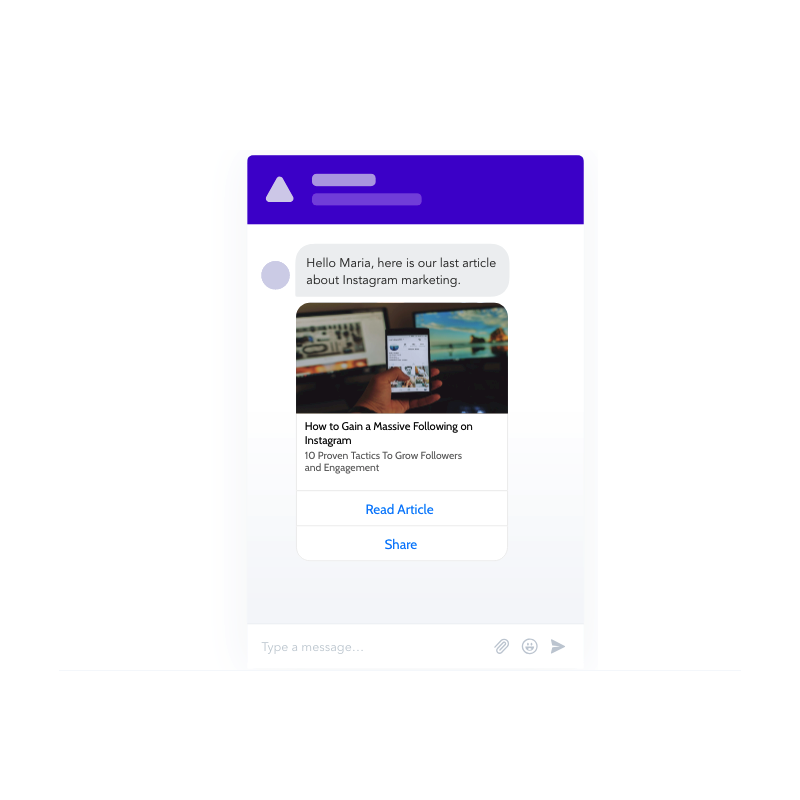 Hello Maria, here is our last article
about Instagram marketing.
How to Gain a Massive Following on
Instagram
10 Proven Tactics To Grow Followers
and Engagement
Read Article
Share
Type a message...